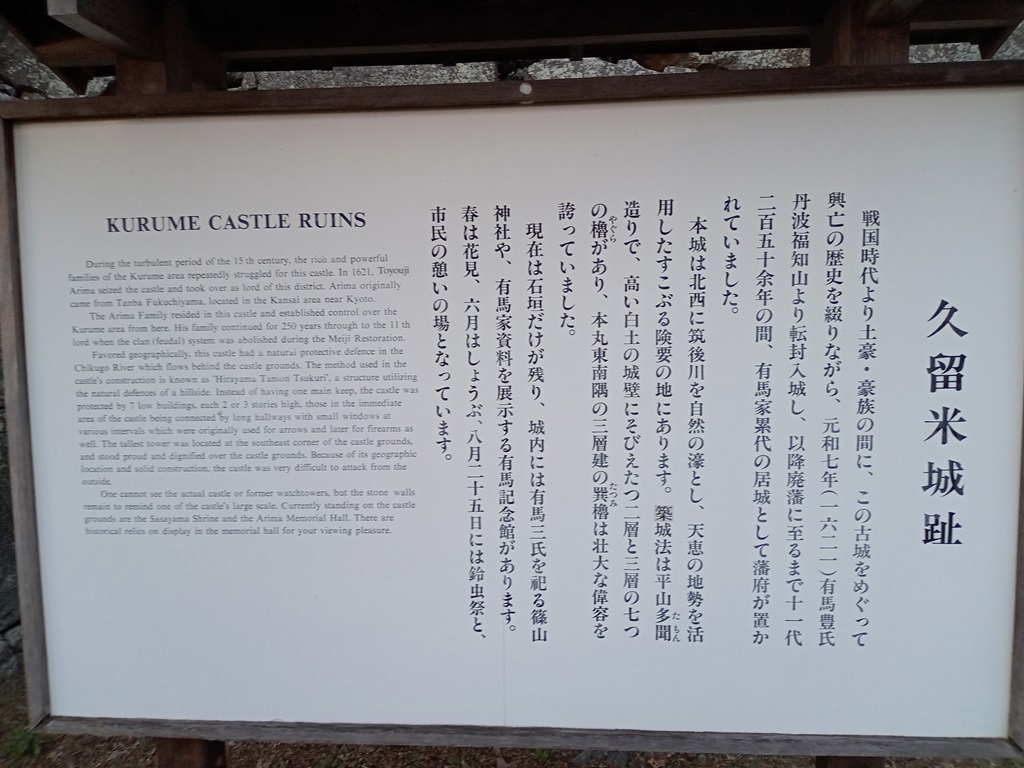 久留米城趾
戦国時代より土豪・豪族の間に、この古城をめぐって
興亡の歴史を綴りながら、元和七年(一六二一)有馬豊氏
丹波福知山より転封入城し、以降廃藩に至るまで十一代
二百五十余年の間、有馬家累代の居城として藩府が置か
れていました。
本城は北西に筑後川を自然の濠とし、天恵の地勢を活
用したすこぶる険要の地にあります。築城法は平山多聞
たもん
造りで、高い白土の城壁にそびえたつ二層と三層の七つ
の櫓があり、本丸東南隅の三層建の巽櫓は壮大な偉容を
やぐら
たつみ
誇っていました。
現在は石垣だけが残り、城内には有馬三氏を祀る篠山
神社や、有馬家資料を展示する有馬記念館があります。
春は花見、六月はしょうぶ、八月二十五日には鈴虫祭と、
市民の憩いの場となっています。
KURUME CASTLE RUINS
During the turbulent period of the 15th century, the rich and powerful
families of the Kurume area repeatedly struggled for this castle. In 1621, Toyouji
Arima seized the castle and took over as lord of this district. Arima originally
came from Tanba Fukuchiyama, located in the Kansai area near Kyoto.
The Arima Family resided in this castle and established control over the
Kurume area from here. His family continued for 250 years through to the 11th
lord when the clan (feudal) system was abolished during the Meiji Restoration.
Favored geographically, this castle had a natural protective defence in the
Chikugo River which flows behind the castle grounds. The method used in the
castle's construction is known as 'Hirayama Tamon Tsukuri', a structure utilizing
the natural defences of a hillside. Instead of having one main keep, the castle was
protected by 7 low buildings, each 2 or 3 stories high, those in the immediate
area of the castle being connected by long hallways with small windows at
various intervals which were originally used for arrows and later for firearms as
well. The tallest tower was located at the southeast corner of the castle grounds,
and stood proud and dignified over the castle grounds. Because of its geographic
location and solid construction, the castle was very difficult to attack from the
outside.
One cannot see the actual castle or former watchtowers, but the stone walls
remain to remind one of the castle's large scale. Currently standing on the castle
grounds are the Sasayama Shrine and the Arima Memorial Hall. There are
historical relics on display in the memorial hall for your viewing pleasure.